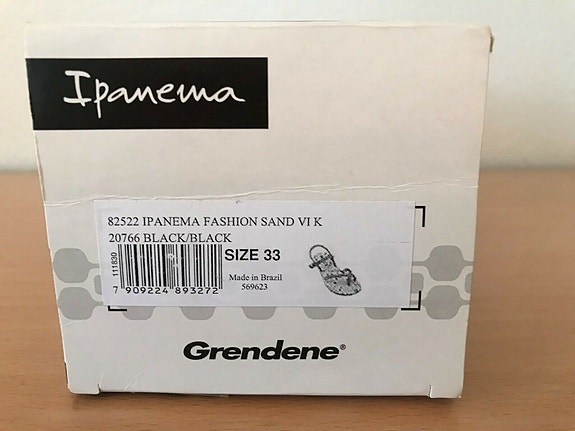 Ipanema
82522 IPANEMA FASHION SAND VI K
20766 BLACK/BLACK
111830
SIZE 33
Made in Brazil
569623
7 909224 893272
Grendene®